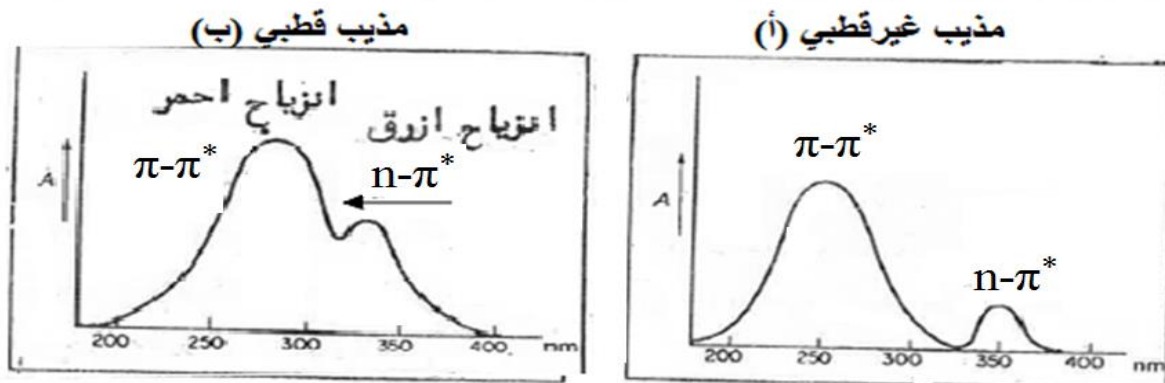 مذيب غيرقطبي (أ)
π-π*
n-π*
A
200 250 300 350 400
مذيب قطبي (ب)
انزياح احمر
انزياح ازرق
π-π*
n-π*
A
200 250 300 350 400 nm